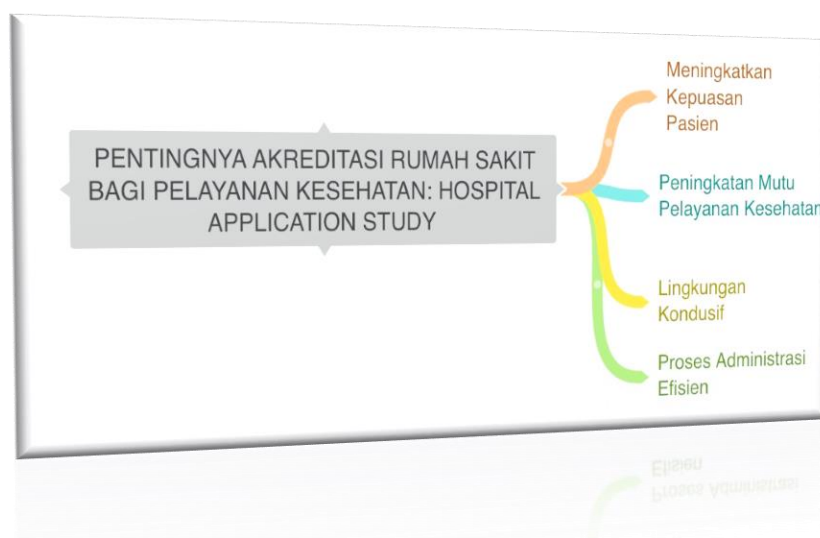 PENTINGNYA AKREDITASI RUMAH SAKIT
BAGI PELAYANAN KESEHATAN: HOSPITAL
APPLICATION STUDY
Meningkatkan
Kepuasan
Pasien
Peningkatan Mutu
Pelayanan Kesehatan
Lingkungan
Kondusif
Proses Administrasi
Efisien